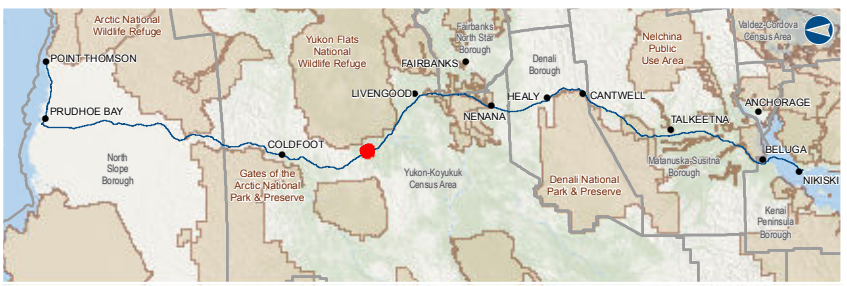 Arctic National
Wildlife Refuge
Yukon Flats
National
Wildlife Refuge
Fairbanks
North Star
Borough
Valdez-Cordova
Census Area
Nelchina
Public
Use Area
Denali
Borough
POINT THOMSON
FAIRBANKS
LIVENGOOD
HEALY
CANTWELL
NENANA
ANCHORAGE
PRUDHOE BAY
TALKEETNA
COLDFOOT
BELUGA
North
Slope
Borough
Gates of the
Arctic National
Park & Preserve
Yukon-Koyukuk
Census Area
Denali National
Park & Preserve
Matanuska-Susitna
Borough
NIKISKI
Kenai
Peninsula
Borough